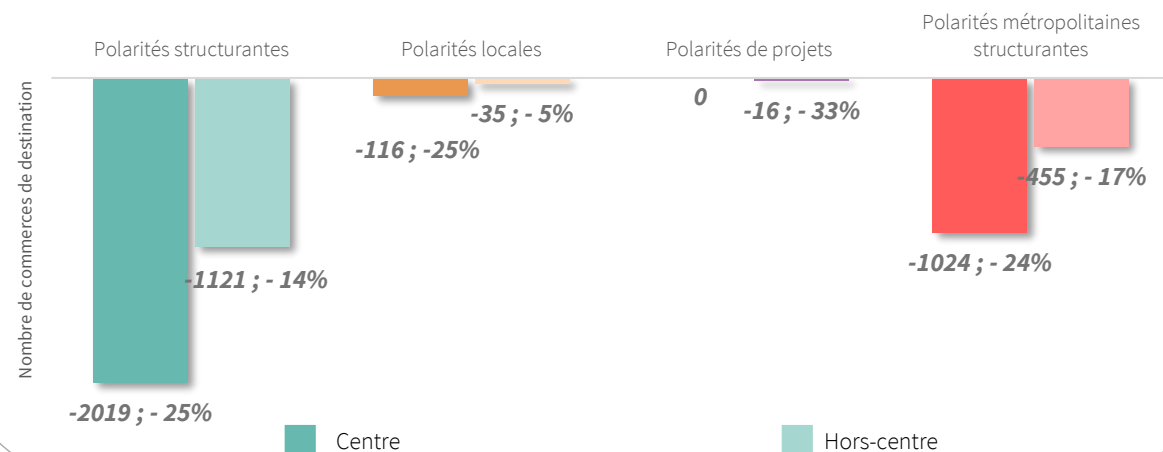 Polarités structurantes
Polarités locales
Polarités de projets
Polarités métropolitaines
structurantes
Nombre de commerces de destination
-2019 ; - 25%
-1121 ; - 14%
-116 ; -25%
-35 ; - 5%
0
-16 ; - 33%
-1024 ; - 24%
-455 ; - 17%
Centre
Hors-centre